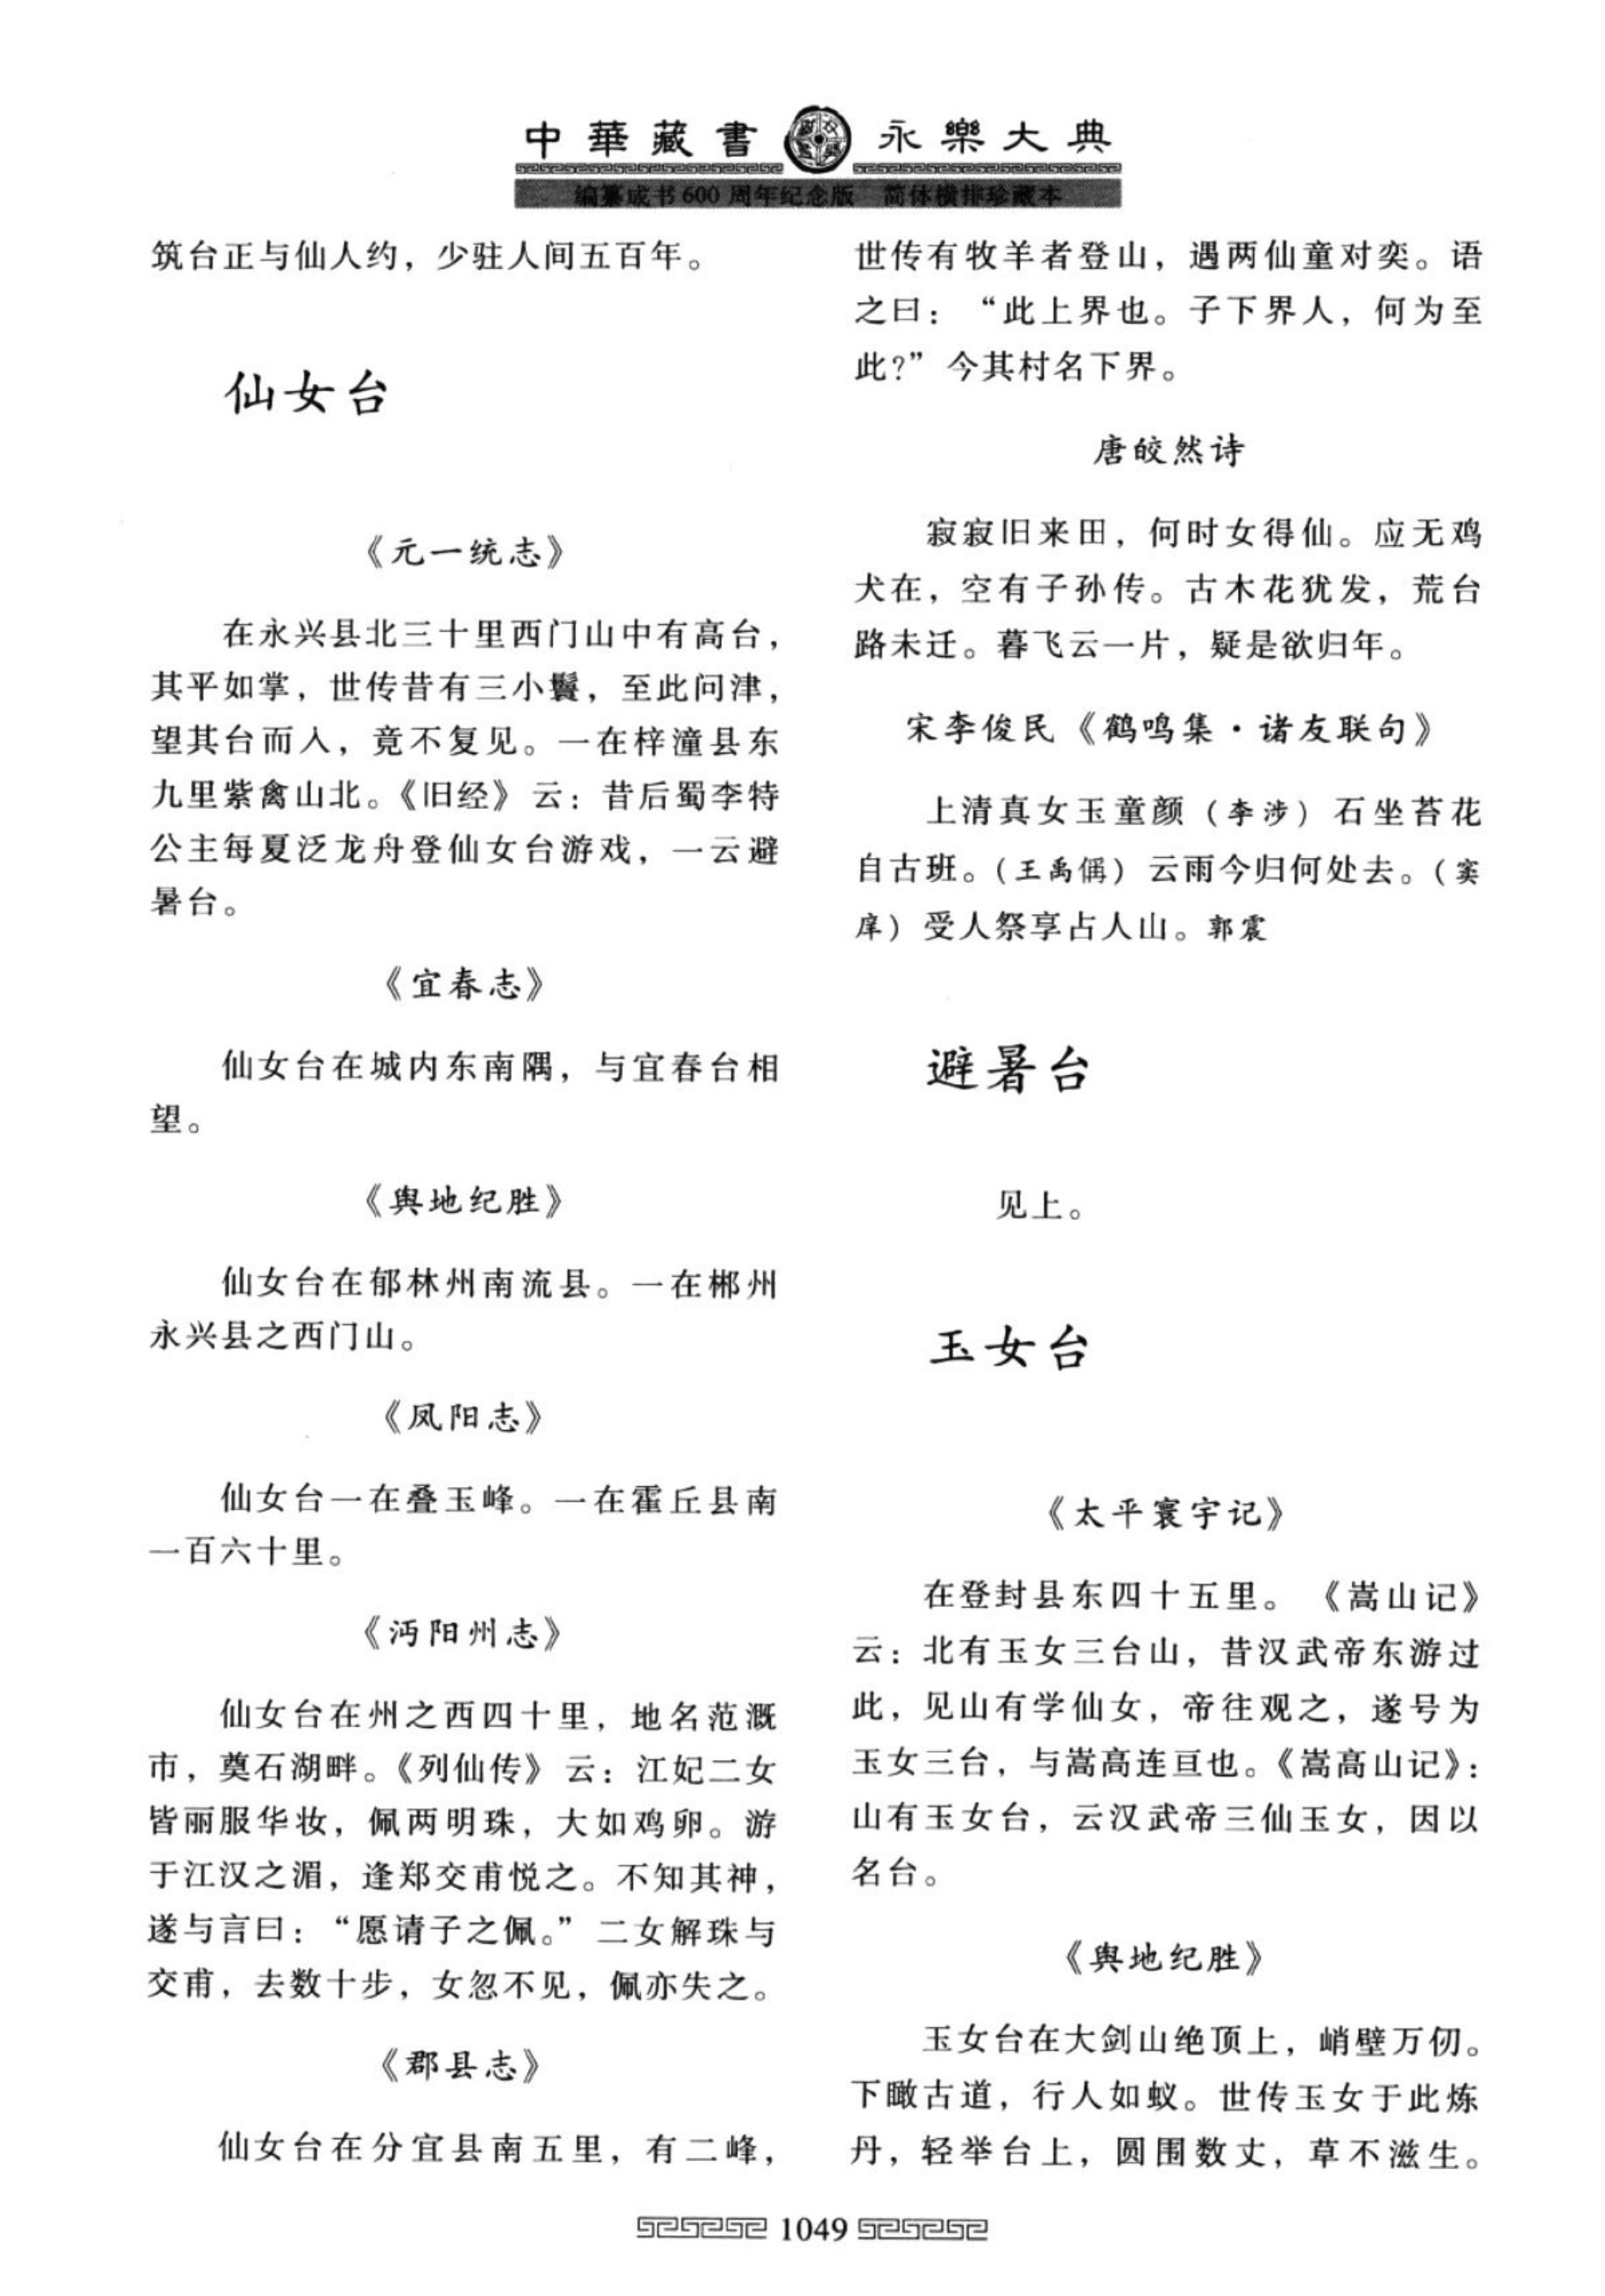 中華藏書 永樂大典
编纂成书600周年纪念版 简体横排珍藏本
筑台正与仙人约，少驻人间五百年。
仙女台
《元一统志》
在永兴县北三十里西门山中有高台，
其平如掌，世传昔有三小鬟，至此问津，
望其台而入，竟不复见。一在梓潼县东
九里紫禽山北。《旧经》云：昔后蜀李特
公主每夏泛龙舟登仙女台游戏，一云避
暑台。
《宜春志》
仙女台在城内东南隅，与宜春台相
望。
《舆地纪胜》
仙女台在郁林州南流县。一在郴州
永兴县之西门山。
《凤阳志》
仙女台一在叠玉峰。一在霍丘县南
一百六十里。
《沔阳州志》
仙女台在州之西四十里，地名范溉
市，奠石湖畔。《列仙传》云：江妃二女
皆丽服华妆，佩两明珠，大如鸡卵。游
于江汉之湄，逢郑交甫悦之。不知其神，
遂与言曰：“愿请子之佩。”二女解珠与
交甫，去数十步，女忽不见，佩亦失之。
《郡县志》
仙女台在分宜县南五里，有二峰，
世传有牧羊者登山，遇两仙童对奕。语
之曰：“此上界也。子下界人，何为至
此？”今其村名下界。
唐皎然诗
寂寂旧来田，何时女得仙。应无鸡
犬在，空有子孙传。古木花犹发，荒台
路未迁。暮飞云一片，疑是欲归年。
宋李俊民《鹤鸣集·诸友联句》
上清真女玉童颜（李涉）石坐苔花
自古班。（王禹偁）云雨今归何处去。（窦
庠）受人祭享占人山。郭震
避暑台
见上。
玉女台
《太平寰宇记》
在登封县东四十五里。《嵩山记》
云：北有玉女三台山，昔汉武帝东游过
此，见山有学仙女，帝往观之，遂号为
玉女三台，与嵩高连亘也。《嵩高山记》：
山有玉女台，云汉武帝三仙玉女，因以
名台。
《舆地纪胜》
玉女台在大剑山绝顶上，峭壁万仞。
下瞰古道，行人如蚁。世传玉女于此炼
丹，轻举台上，圆围数丈，草不滋生。
1049